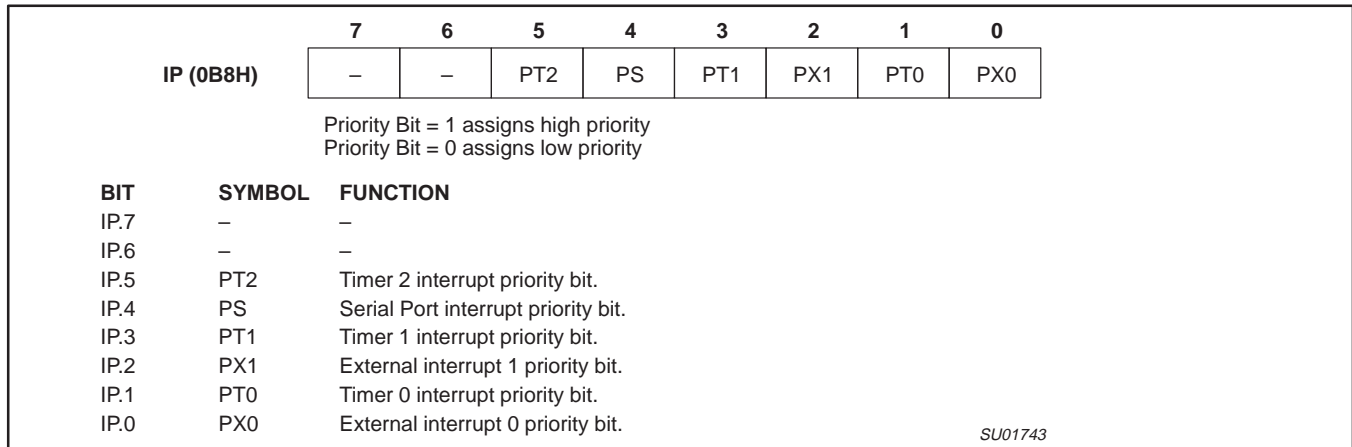 7 6 5 4 3 2 1 0
IP (0B8H) – – PT2 PS PT1 PX1 PT0 PX0
Priority Bit = 1 assigns high priority
Priority Bit = 0 assigns low priority
BIT SYMBOL FUNCTION
IP.7 – –
IP.6 – –
IP.5 PT2 Timer 2 interrupt priority bit.
IP.4 PS Serial Port interrupt priority bit.
IP.3 PT1 Timer 1 interrupt priority bit.
IP.2 PX1 External interrupt 1 priority bit.
IP.1 PT0 Timer 0 interrupt priority bit.
IP.0 PX0 External interrupt 0 priority bit.
SU01743